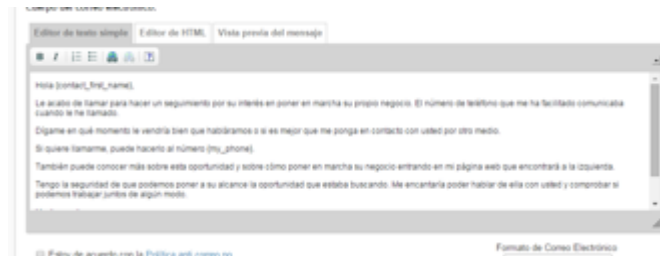 Cuerpo del correo electrónico:
Editor de texto simple Editor de HTML Vista previa del mensaje
Hola {contact_first_name},
Le acabo de llamar para hacer un seguimiento por su interés en poner en marcha su propio negocio. El número de teléfono que me ha facilitado comunicaba
cuando le he llamado.
Dígame en qué momento le vendría bien que habláramos o si es mejor que me ponga en contacto con usted por otro medio.
Si quiere llamarme, puede hacerlo al número {my_phone}.
También puede conocer más sobre esta oportunidad y sobre cómo poner en marcha su negocio entrando en mi página web que encontrará a la izquierda.
Tengo la seguridad de que podemos poner a su alcance la oportunidad que estaba buscando. Me encantaría poder hablar de ella con usted y comprobar si
podemos trabajar juntos de algún modo.
Formato de Correo Electrónico
Estoy de acuerdo con la Política anti correo no